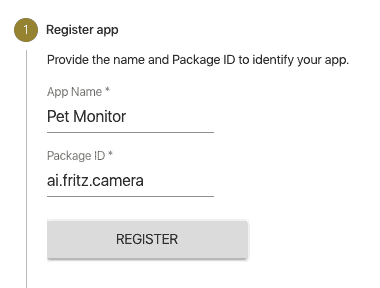 1 Register app
Provide the name and Package ID to identify your app.
App Name *
Pet Monitor
Package ID *
ai.fritz.camera
REGISTER